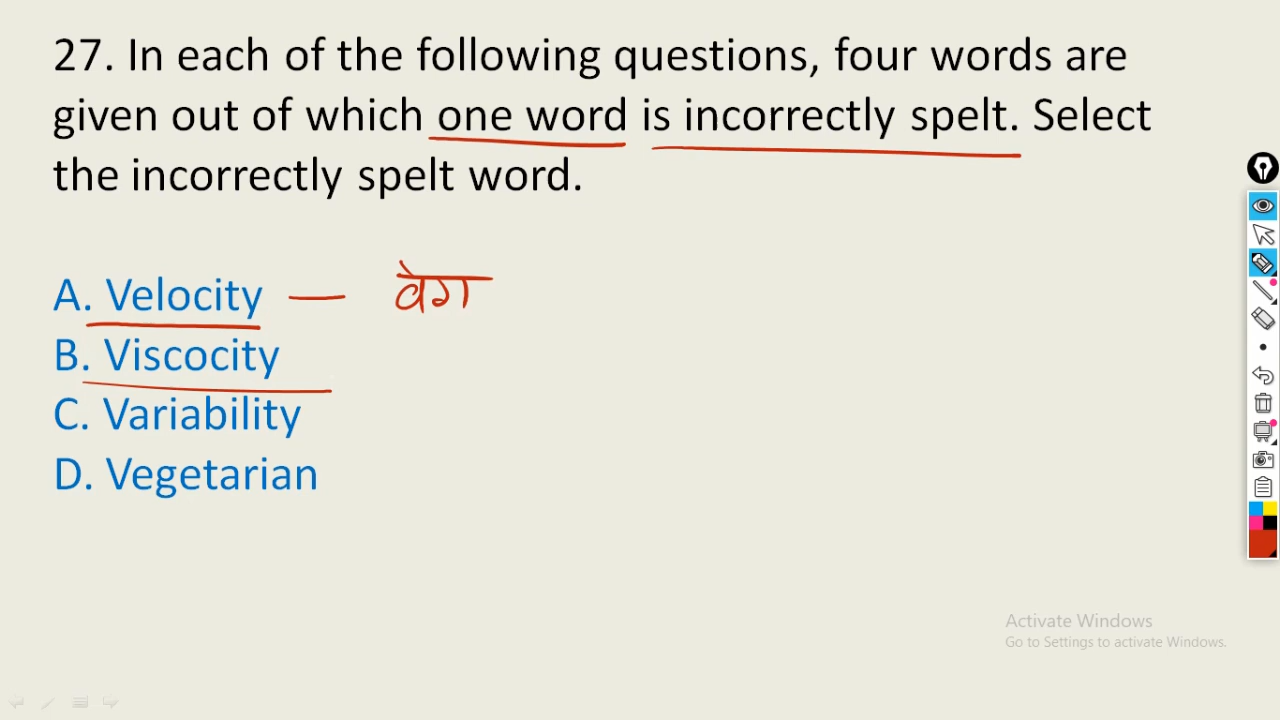 27. In each of the following questions, four words are
given out of which one word is incorrectly spelt. Select
the incorrectly spelt word.
A. Velocity — वेग
B. Viscocity
C. Variability
D. Vegetarian
Activate Windows
Go to Settings to activate Windows.